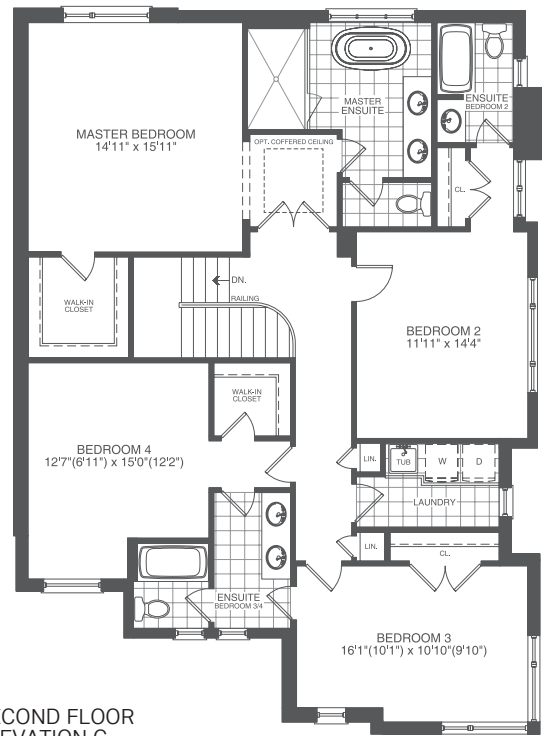 MASTER BEDROOM
14'11" x 15'11"
MASTER
ENSUITE
ENSUITE
BEDROOM 2
OPT. COFFERED CEILING
CL.
WALK-IN
CLOSET
DN.
RAILING
BEDROOM 2
11'11" x 14'4"
WALK-IN
CLOSET
BEDROOM 4
12'7"(6'11") x 15'0"(12'2")
LIN.
TUB
W
D
LAUNDRY
LIN.
CL.
ENSUITE
BEDROOM 3/4
BEDROOM 3
16'1"(10'1") x 10'10"(9'10")
FLOOR